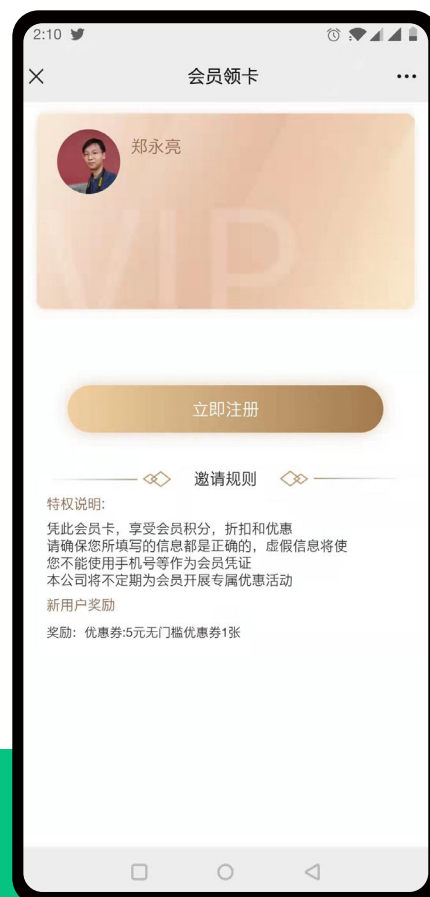 2:10
会员领卡
郑永亮
VIP
立即注册
邀请规则
特权说明:
凭此会员卡，享受会员积分，折扣和优惠
请确保您所填写的信息都是正确的，虚假信息将使
您不能使用手机号等作为会员凭证
本公司将不定期为会员开展专属优惠活动
新用户奖励
奖励：优惠券:5元无门槛优惠券1张